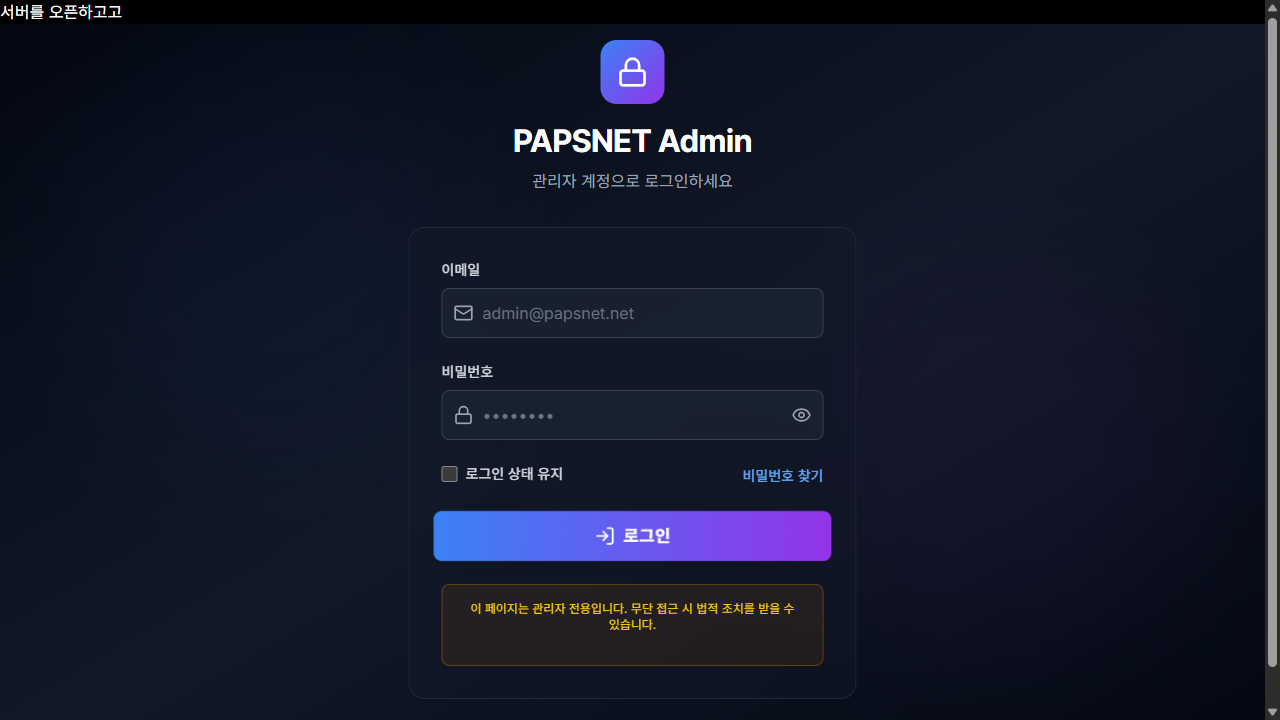 서버를 오픈하고고
PAPSNET Admin
관리자 계정으로 로그인하세요
이메일
admin@papsnet.net
비밀번호
••••••••
로그인 상태 유지
비밀번호 찾기
로그인
이 페이지는 관리자 전용입니다. 무단 접근 시 법적 조치를 받을 수
있습니다.